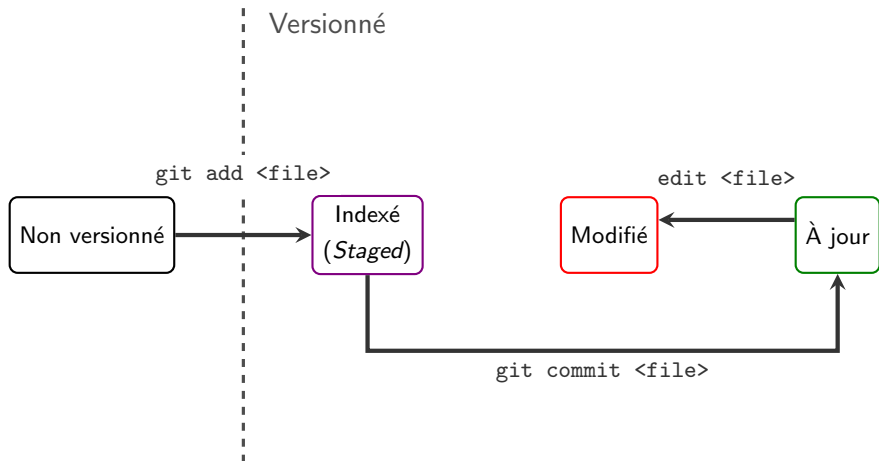 Versionné
git add <file>
edit <file>
Non versionné
Indexé
(Staged)
Modifié
À jour
git commit <file>